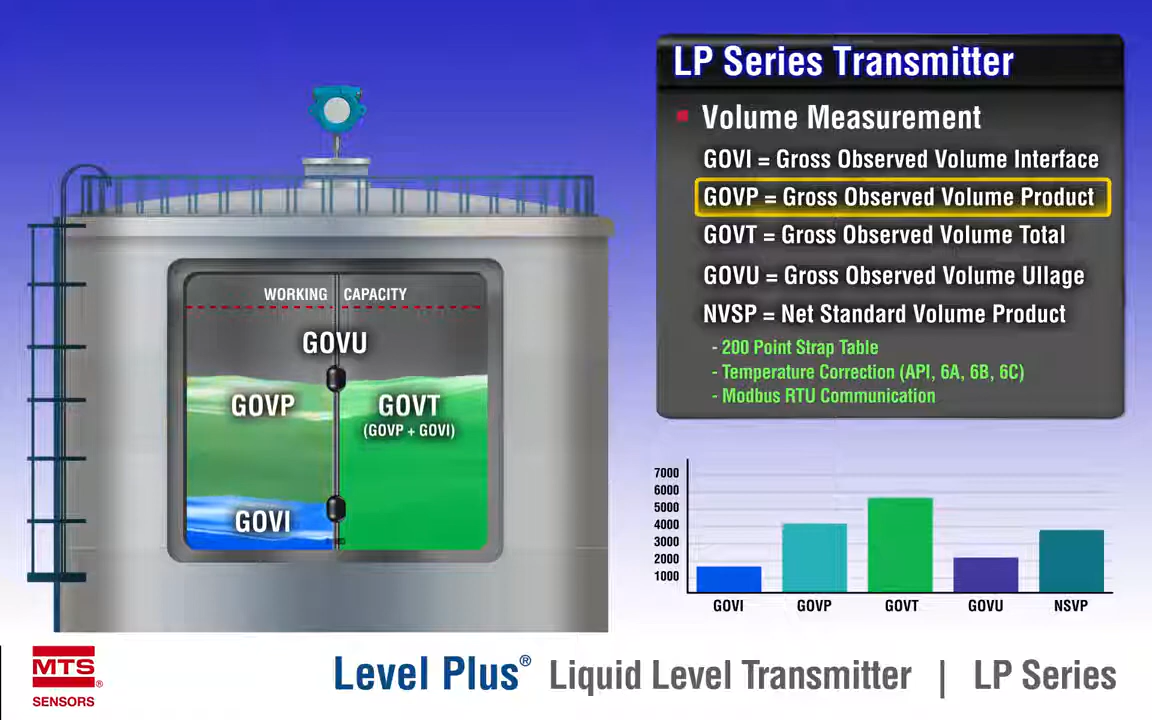 LP Series Transmitter
Volume Measurement
GOVI = Gross Observed Volume Interface
GOVP = Gross Observed Volume Product
GOVT = Gross Observed Volume Total
GOVU = Gross Observed Volume Ullage
NVSP = Net Standard Volume Product
- 200 Point Strap Table
- Temperature Correction (API, 6A, 6B, 6C)
- Modbus RTU Communication
WORKING CAPACITY
GOVU
GOVP
GOVT
(GOVP + GOVI)
GOVI
7000
6000
5000
4000
3000
2000
1000
GOVI GOVP GOVT GOVU NSVP
MTS®
SENSORS
Level Plus® Liquid Level Transmitter | LP Series